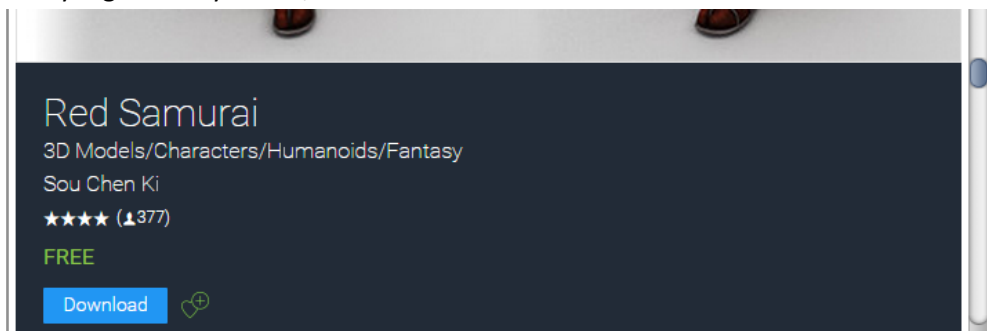 Red Samurai
3D Models/Characters/Humanoids/Fantasy
Sou Chen Ki
★★★★ (377)
FREE
Download